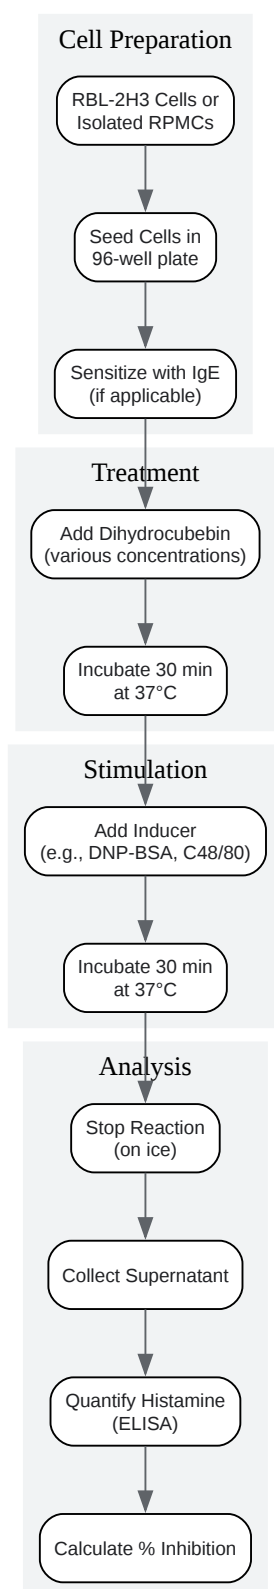 Cell Preparation
RBL-2H3 Cells or
Isolated RPMCs
Seed Cells in
96-well plate
Sensitize with IgE
(if applicable)
Treatment
Add Dihydrocubebin
(various concentrations)
Incubate 30 min
at 37°C
Stimulation
Add Inducer
(e.g., DNP-BSA, C48/80)
Incubate 30 min
at 37°C
Analysis
Stop Reaction
(on ice)
Collect Supernatant
Quantify Histamine
(ELISA)
Calculate % Inhibition